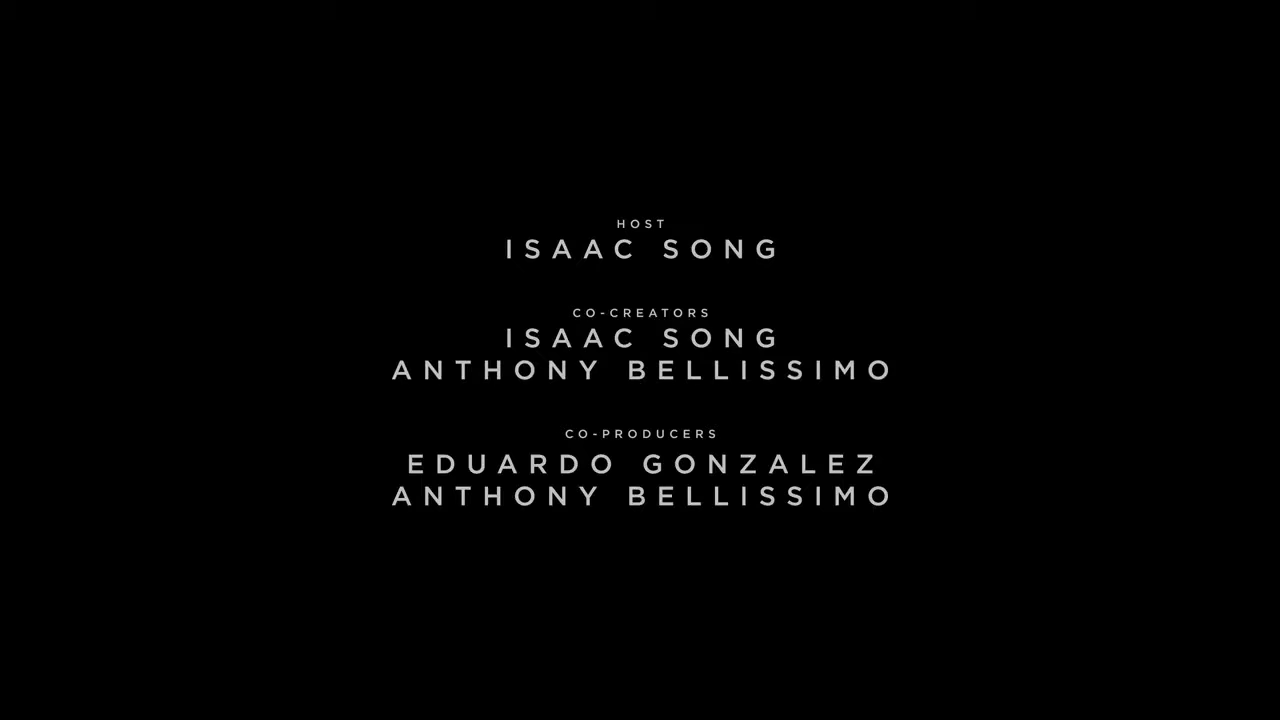 HOST
ISAAC SONG
CO-CREATORS
ISAAC SONG
ANTHONY BELLISSIMO
CO-PRODUCERS
EDUARDO GONZALEZ
ANTHONY BELLISSIMO